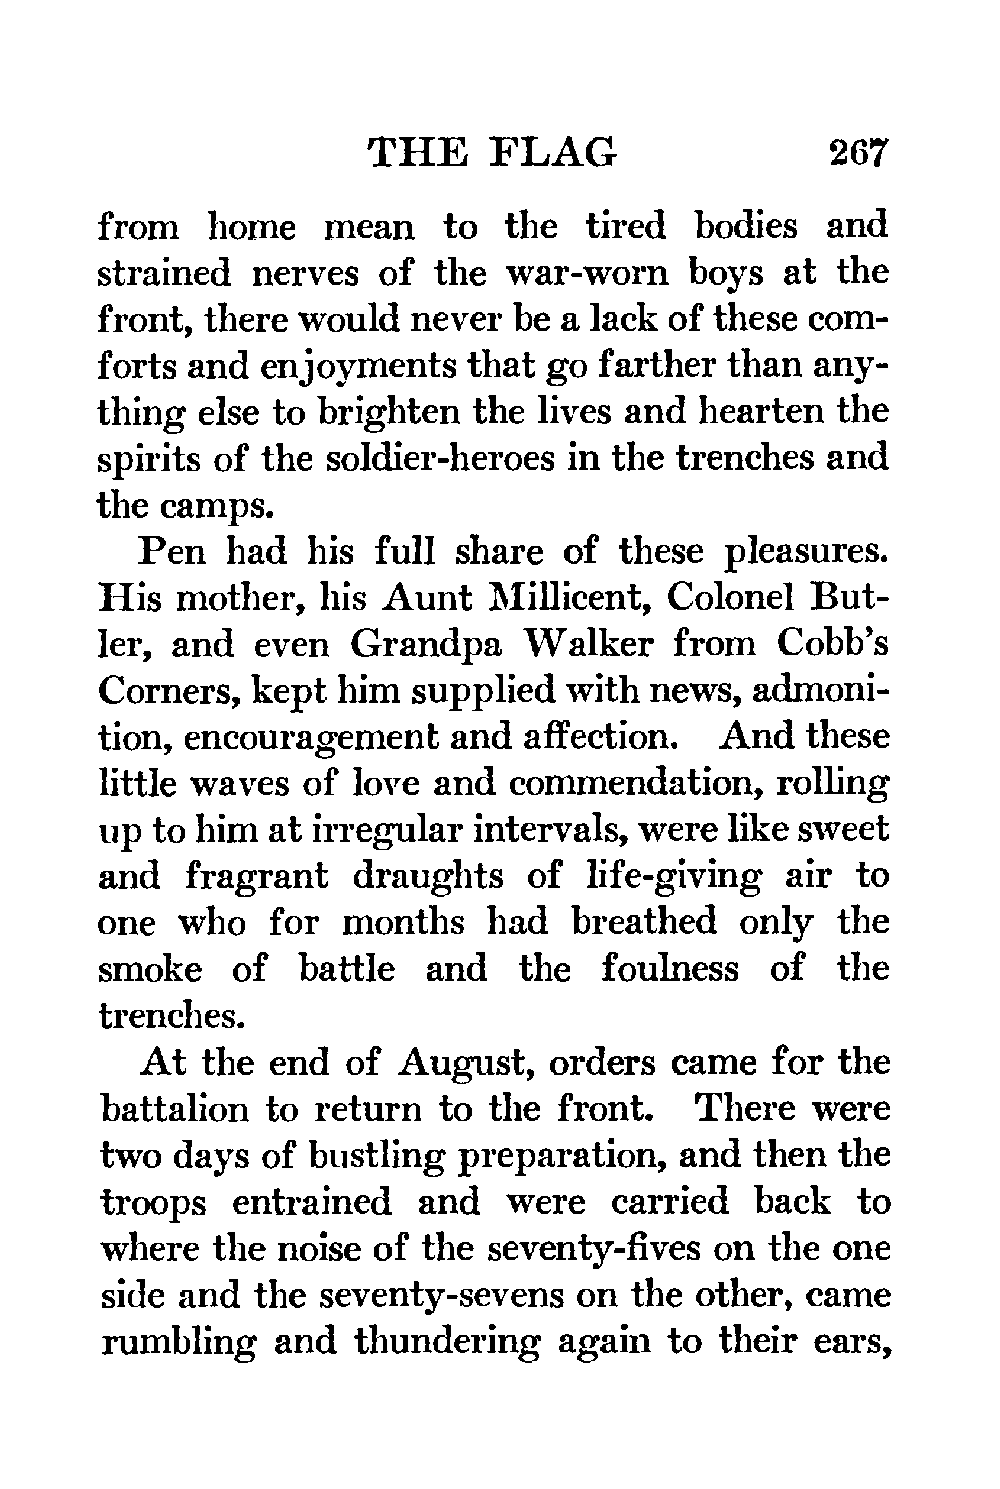 THE FLAG 267
from home mean to the tired bodies and
strained nerves of the war-worn boys at the
front, there would never be a lack of these com-
forts and enjoyments that go farther than any-
thing else to brighten the lives and hearten the
spirits of the soldier-heroes in the trenches and
the camps.
Pen had his full share of these pleasures.
His mother, his Aunt Millicent, Colonel But-
ler, and even Grandpa Walker from Cobb's
Corners, kept him supplied with news, admoni-
tion, encouragement and affection. And these
little waves of love and commendation, rolling
up to him at irregular intervals, were like sweet
and fragrant draughts of life-giving air to
one who for months had breathed only the
smoke of battle and the foulness of the
trenches.
At the end of August, orders came for the
battalion to return to the front. There were
two days of bustling preparation, and then the
troops entrained and were carried back to
where the noise of the seventy-fives on the one
side and the seventy-sevens on the other, came
rumbling and thundering again to their ears,